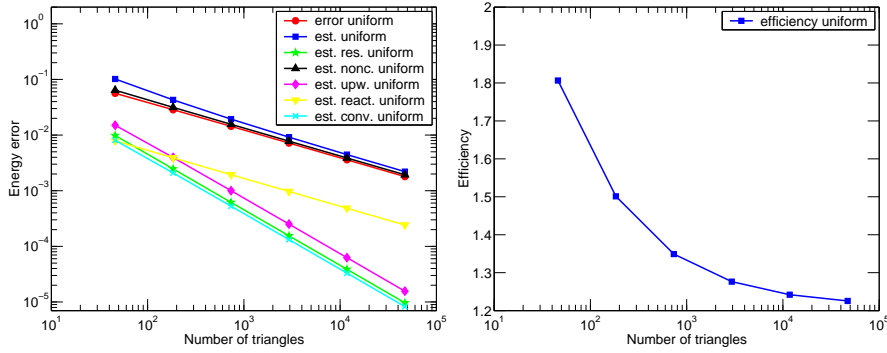 error uniform
est. uniform
est. res. uniform
est. nonc. uniform
est. upw. uniform
est. react. uniform
est. conv. uniform
10^0
10^-1
10^-2
10^-3
10^-4
10^-5
Energy error
10^1 10^2 10^3 10^4 10^5
Number of triangles
efficiency uniform
2
1.9
1.8
1.7
1.6
1.5
1.4
1.3
1.2
Efficiency
10^1 10^2 10^3 10^4 10^5
Number of triangles